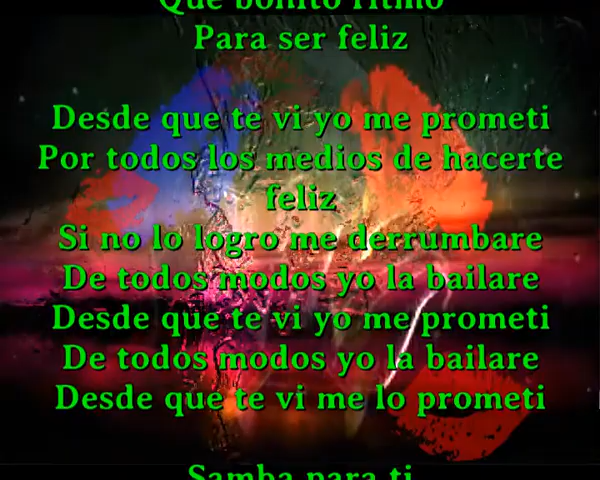 Que bonito ritmo
Para ser feliz
Desde que te vi yo me prometi
Por todos los medios de hacerte
feliz
Si no lo logro me derrumbare
De todos modos yo la bailare
Desde que te vi yo me prometi
De todos modos yo la bailare
Desde que te vi me lo prometi
Samba para ti